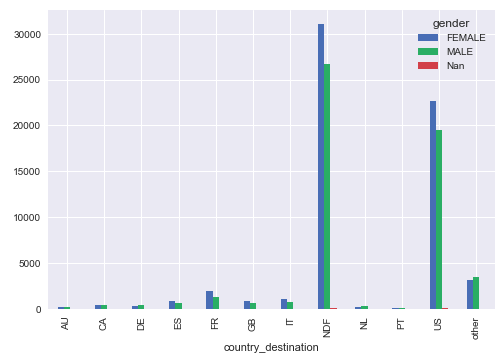 gender
FEMALE
MALE
Nan
30000
25000
20000
15000
10000
5000
0
AU CA DE ES FR GB IT NDF NL PT US other
country_destination